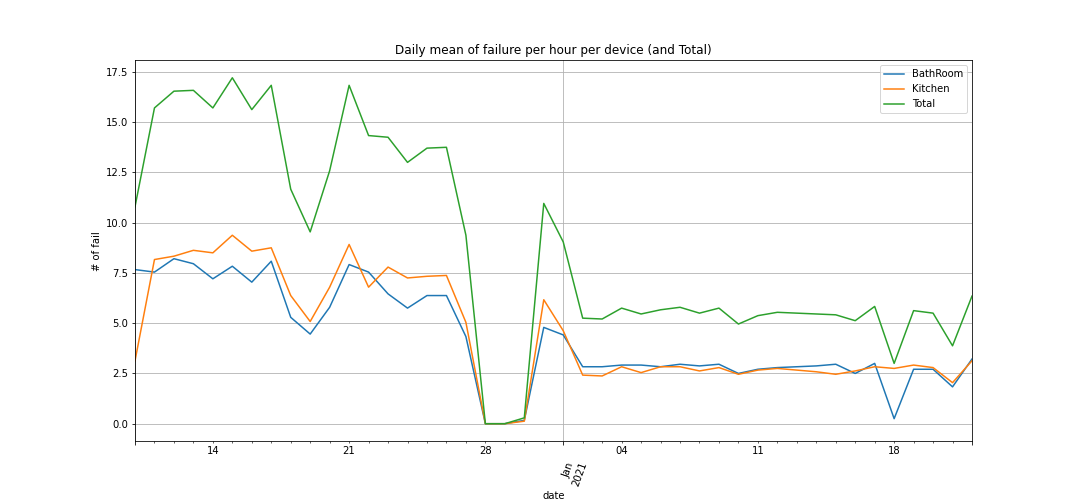 Daily mean of failure per hour per device (and Total)
17.5
15.0
12.5
10.0
7.5
5.0
2.5
0.0
# of fail
BathRoom
Kitchen
Total
14
21
28
Jan
2021
04
11
18
date